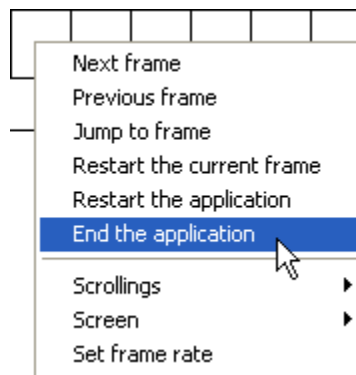 Next frame
Previous frame
Jump to frame
Restart the current frame
Restart the application
End the application
Scrollings
Screen
Set frame rate